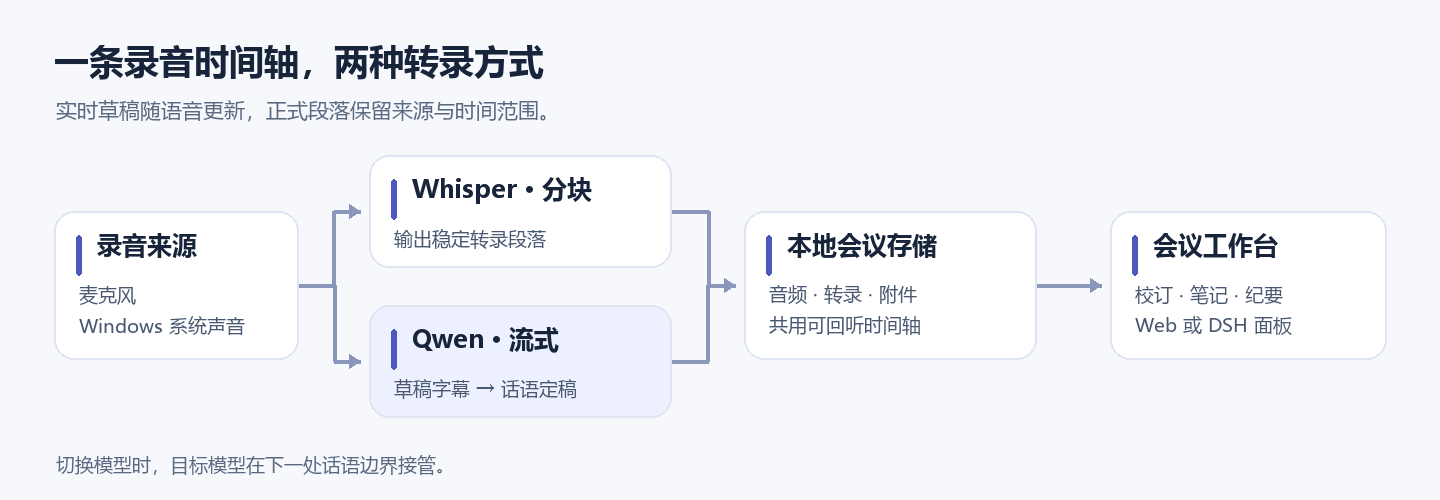 一条录音时间轴，两种转录方式
实时草稿随语音更新，正式段落保留来源与时间范围。
录音来源
麦克风
Windows 系统声音
Whisper · 分块
输出稳定转录段落
Qwen · 流式
草稿字幕 → 话语定稿
本地会议存储
音频 · 转录 · 附件
共用可回听时间轴
会议工作台
校订 · 笔记 · 纪要
Web 或 DSH 面板
切换模型时，目标模型在下一处话语边界接管。